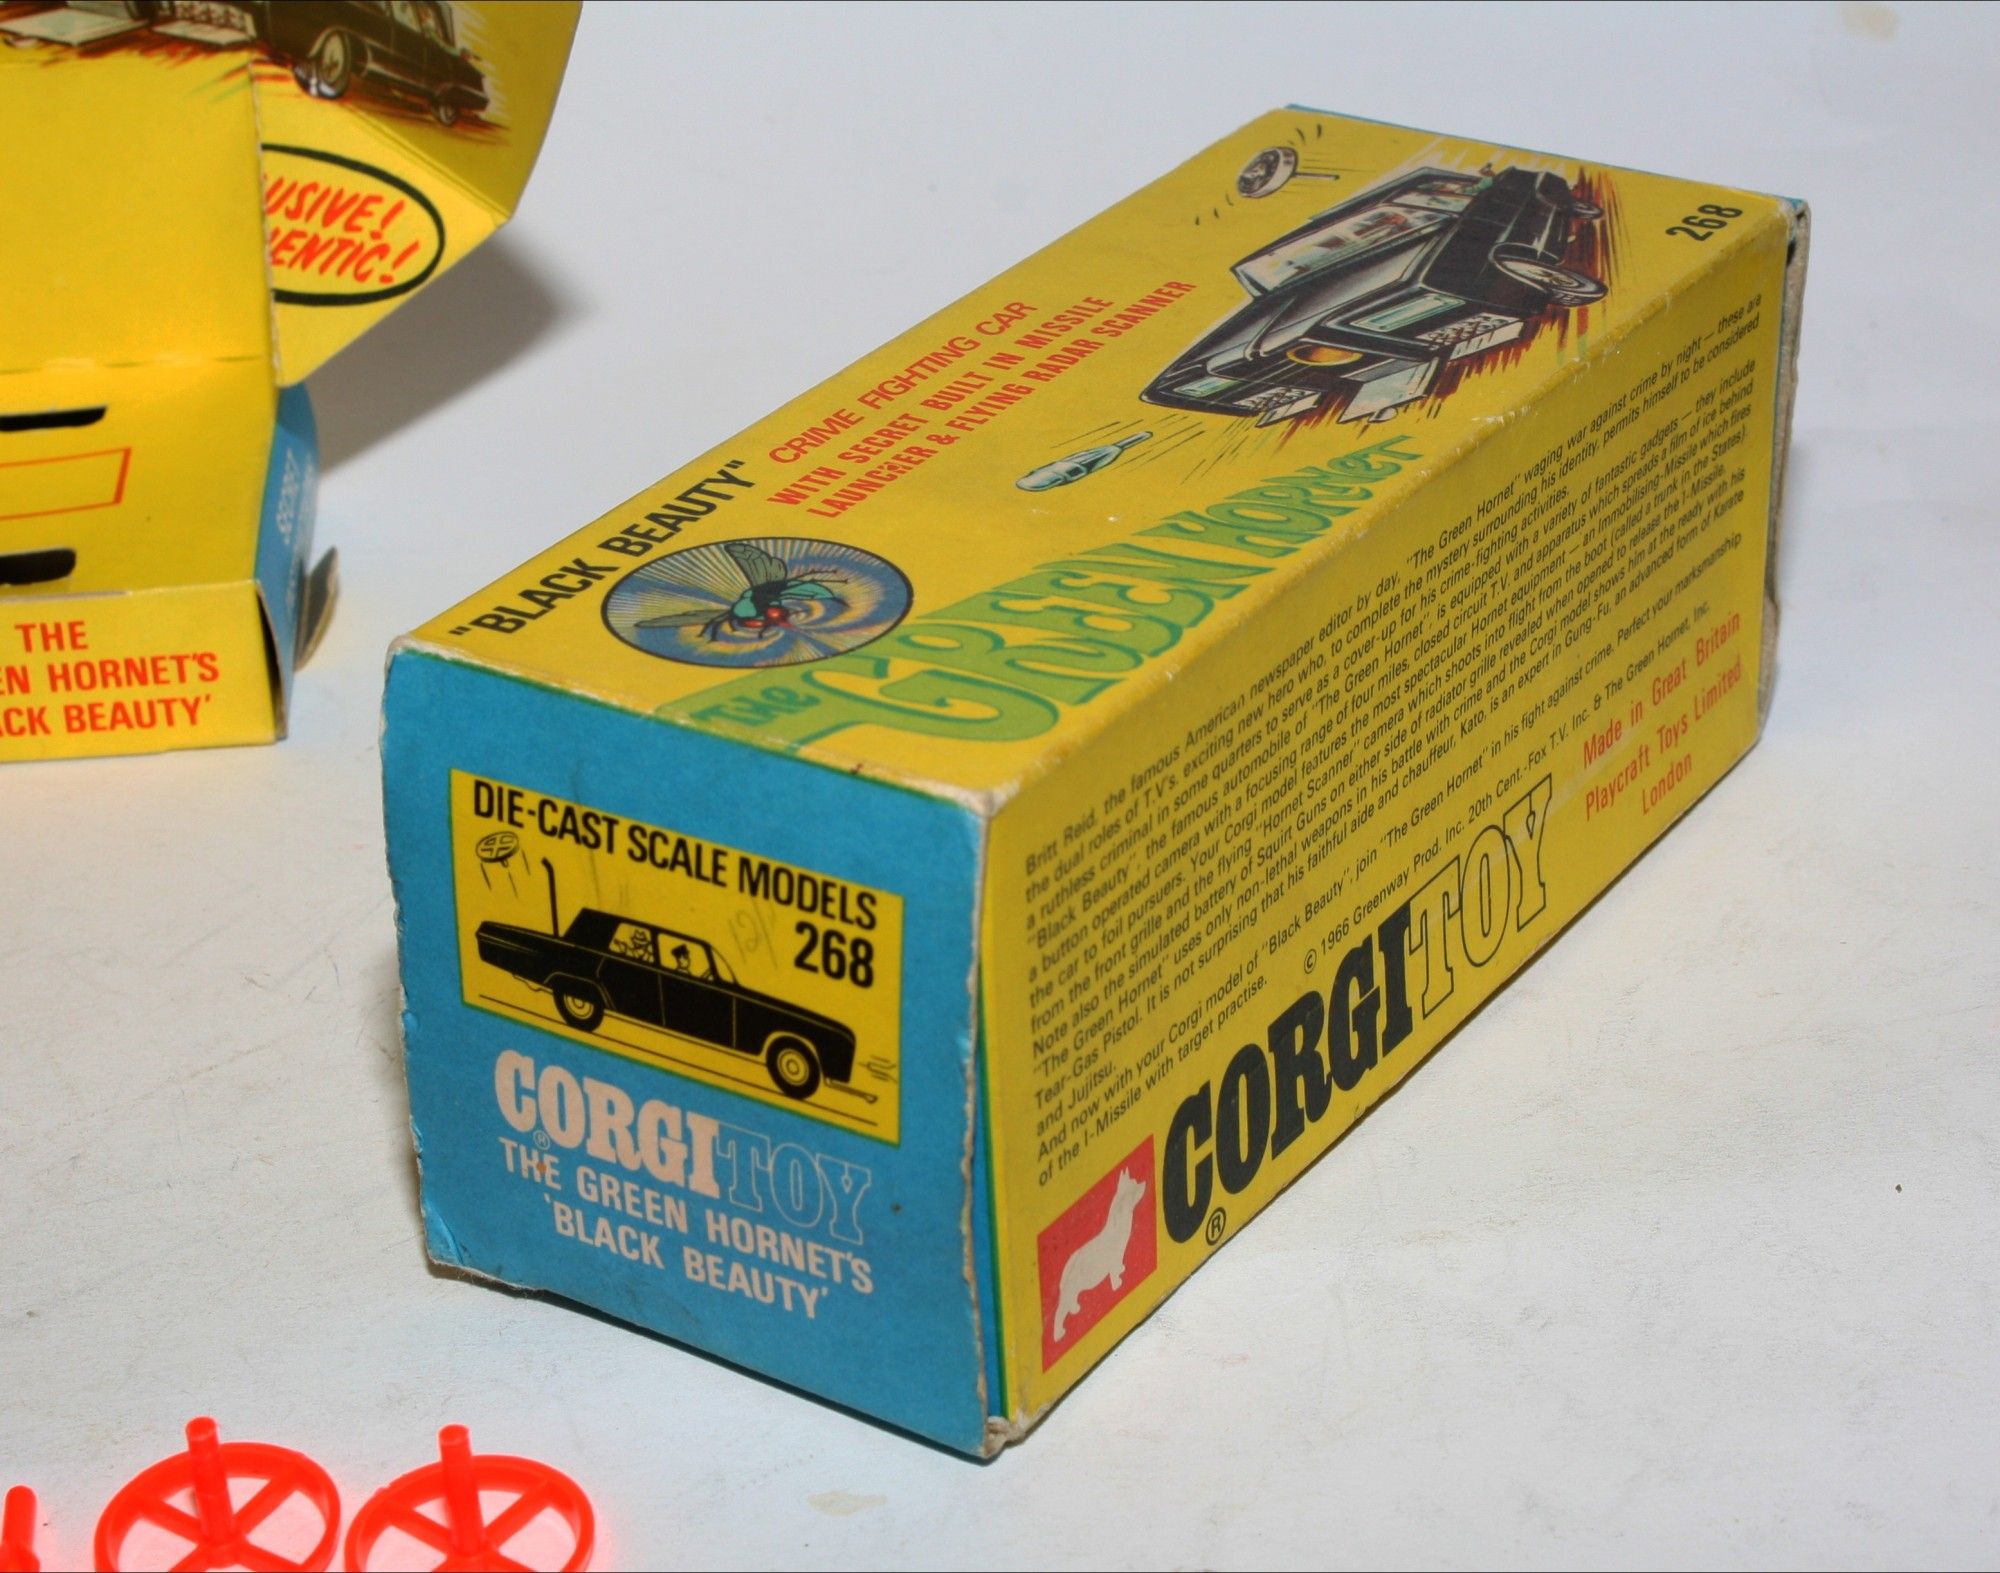 USIVE!
ENTIC!
THE
EN HORNET'S
CK BEAUTY'
268
"BLACK BEAUTY"
CRIME FIGHTING CAR
WITH SECRET BUILT IN MISSILE
LAUNCHER & FLYING RADAR SCANNER
THE GREEN HORNET
DIE-CAST SCALE MODELS
268
CORGI TOY
®
THE GREEN HORNET'S
'BLACK BEAUTY'
Britt Reid, the famous American newspaper editor by day, "The Green Hornet" waging war against crime by night — these are
the dual roles of T.V's. exciting new hero who, to complete the mystery surrounding his identity, permits himself to be considered
a ruthless criminal in some quarters to serve as a cover-up for his crime-fighting activities.
"Black Beauty", the famous automobile of "The Green Hornet", is equipped with a variety of fantastic gadgets — they include
a button operated camera with a focusing range of four miles, closed circuit T.V. and apparatus which spreads a film of ice behind
the car to foil pursuers. Your Corgi model features the most spectacular Hornet equipment — an Immobilising-Missile which fires
from the front grille and the flying "Hornet Scanner" camera which shoots into flight from the boot (called a trunk in the States).
Note also the simulated battery of Squirt Guns on either side of radiator grille revealed when opened to release the I-Missile.
"The Green Hornet" uses only non-lethal weapons in his battle with crime and the Corgi model shows him at the ready with his
Tear-Gas Pistol. It is not surprising that his faithful aide and chauffeur, Kato, is an expert in Gung-Fu, an advanced form of Karate
and Jujitsu.
And now with your Corgi model of "Black Beauty", join "The Green Hornet" in his fight against crime. Perfect your marksmanship
of the I-Missile with target practise.
© 1966 Greenway Prod. Inc. 20th Cent.-Fox T.V. Inc. & The Green Hornet, Inc.
CORGI TOY
®
Made in Great Britain
Playcraft Toys Limited
London